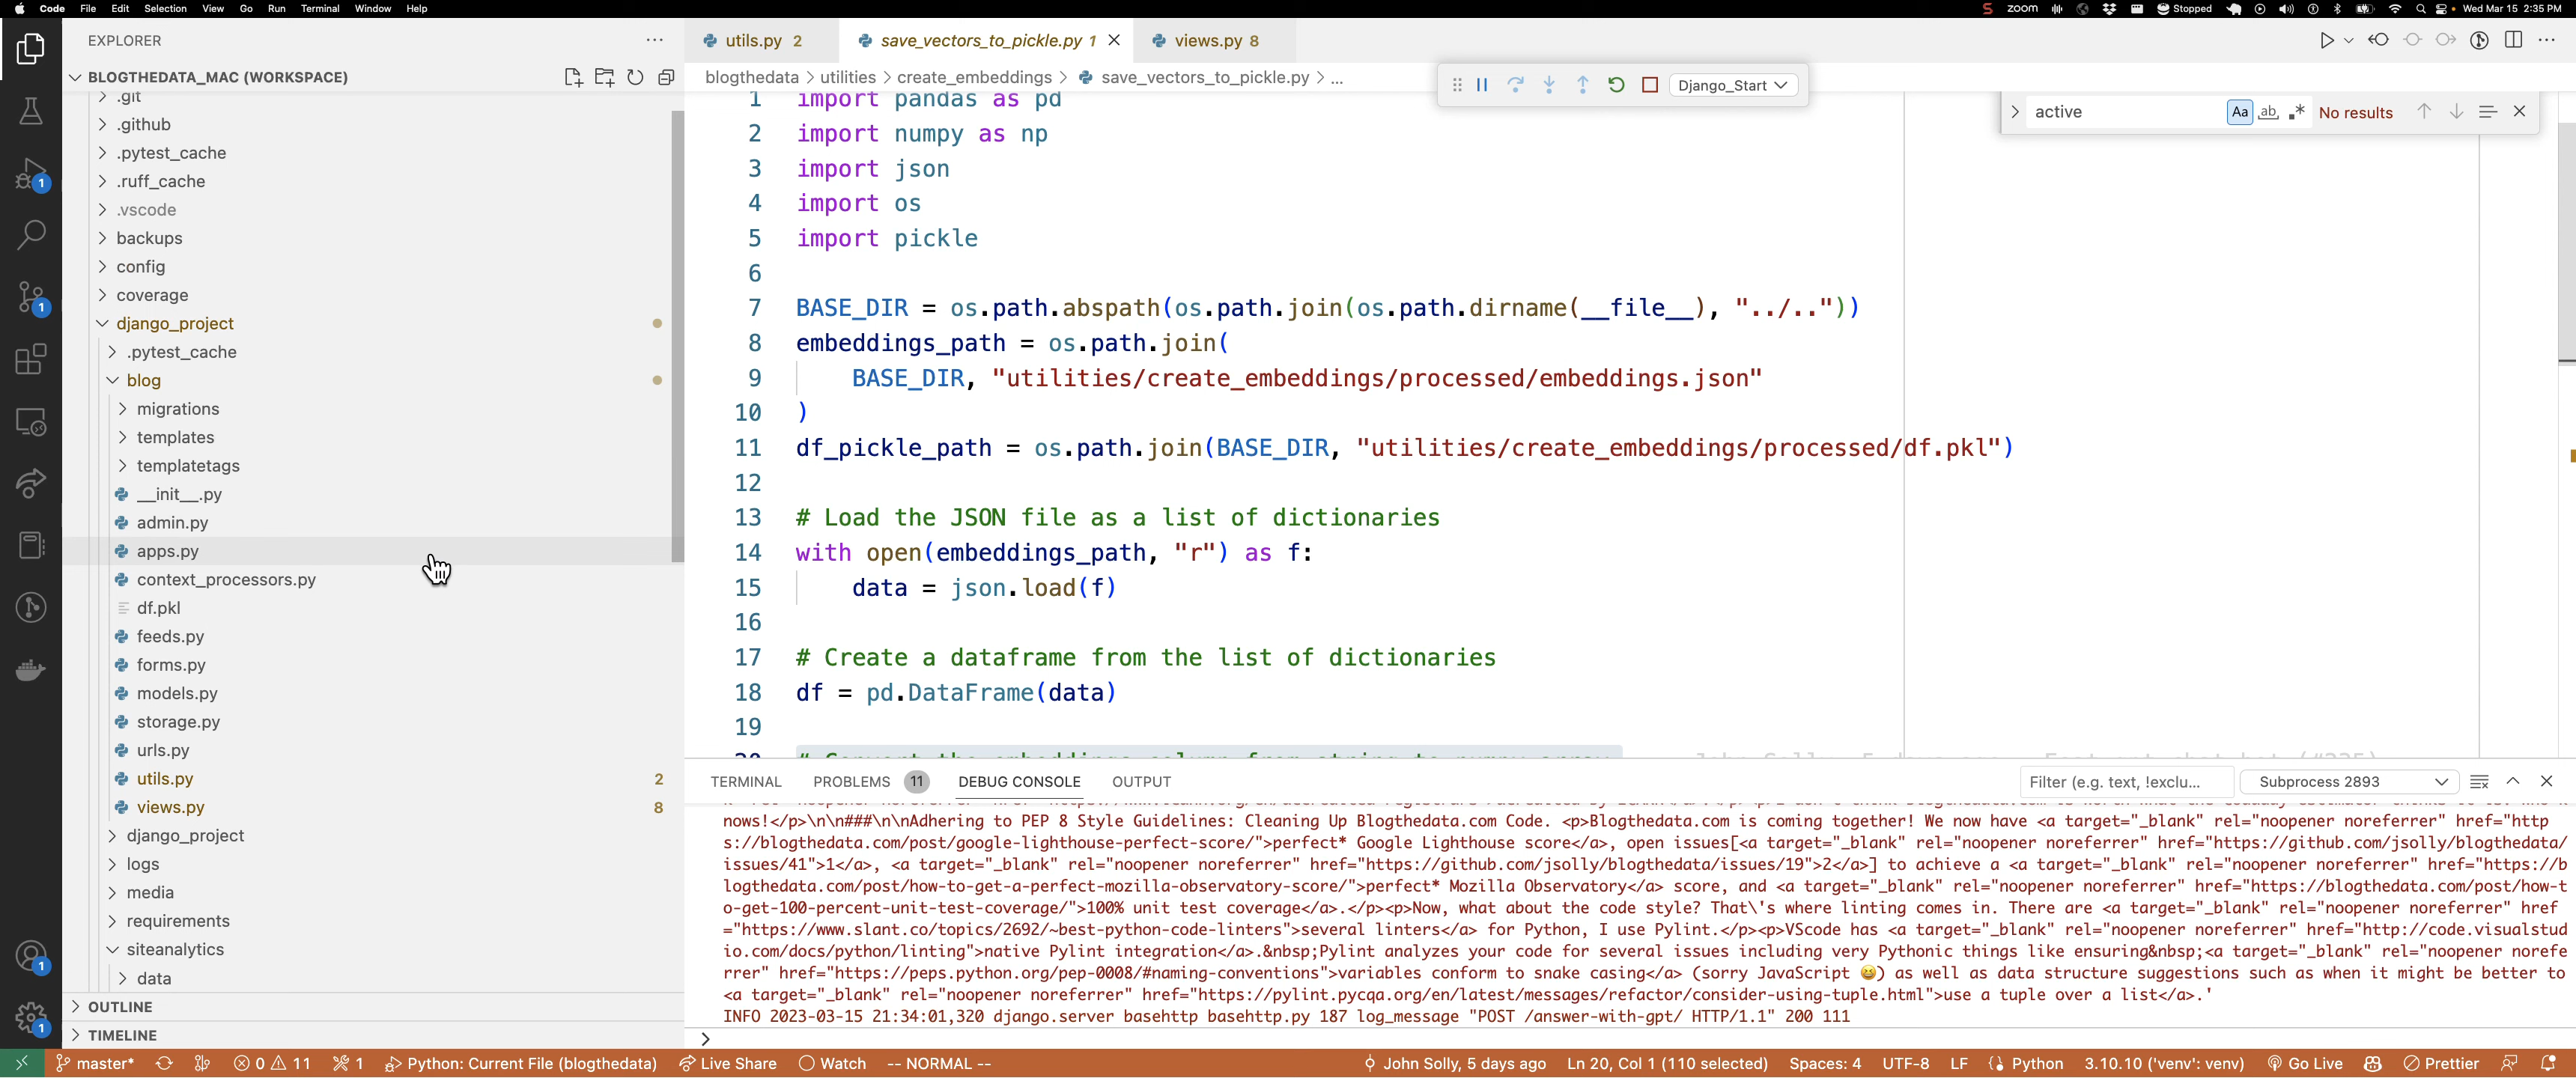 Code File Edit Selection View Go Run Terminal Window Help
zoom Stopped Wed Mar 15 2:35 PM
EXPLORER
BLOGTHEDATA_MAC (WORKSPACE)
.git
.github
.pytest_cache
.ruff_cache
.vscode
backups
config
coverage
django_project
.pytest_cache
blog
migrations
templates
templatetags
__init__.py
admin.py
apps.py
context_processors.py
df.pkl
feeds.py
forms.py
models.py
storage.py
urls.py
utils.py 2
views.py 8
django_project
logs
media
requirements
siteanalytics
data
OUTLINE
TIMELINE
utils.py 2 save_vectors_to_pickle.py 1 views.py 8
blogthedata > utilities > create_embeddings > save_vectors_to_pickle.py > ...
Django_Start
active Aa ab .* No results
1 import pandas as pd
2 import numpy as np
3 import json
4 import os
5 import pickle
6
7 BASE_DIR = os.path.abspath(os.path.join(os.path.dirname(__file__), "../.."))
8 embeddings_path = os.path.join(
9 BASE_DIR, "utilities/create_embeddings/processed/embeddings.json"
10 )
11 df_pickle_path = os.path.join(BASE_DIR, "utilities/create_embeddings/processed/df.pkl")
12
13 # Load the JSON file as a list of dictionaries
14 with open(embeddings_path, "r") as f:
15 data = json.load(f)
16
17 # Create a dataframe from the list of dictionaries
18 df = pd.DataFrame(data)
19
TERMINAL PROBLEMS 11 DEBUG CONSOLE OUTPUT
Filter (e.g. text, !exclu... Subprocess 2893
nows!</p>\n\n###\n\nAdhering to PEP 8 Style Guidelines: Cleaning Up Blogthedata.com Code. <p>Blogthedata.com is coming together! We now have <a target="_blank" rel="noopener noreferrer" href="http
s://blogthedata.com/post/google-lighthouse-perfect-score/">perfect* Google Lighthouse score</a>, open issues[<a target="_blank" rel="noopener noreferrer" href="https://github.com/jsolly/blogthedata/
issues/41">1</a>, <a target="_blank" rel="noopener noreferrer" href="https://github.com/jsolly/blogthedata/issues/19">2</a>] to achieve a <a target="_blank" rel="noopener noreferrer" href="https://b
logthedata.com/post/how-to-get-a-perfect-mozilla-observatory-score/">perfect* Mozilla Observatory</a> score, and <a target="_blank" rel="noopener noreferrer" href="https://blogthedata.com/post/how-t
o-get-100-percent-unit-test-coverage/">100% unit test coverage</a>.</p><p>Now, what about the code style? That\'s where linting comes in. There are <a target="_blank" rel="noopener noreferrer" href
="https://www.slant.co/topics/2692/~best-python-code-linters">several linters</a> for Python, I use Pylint.</p><p>VScode has <a target="_blank" rel="noopener noreferrer" href="http://code.visualstud
io.com/docs/python/linting">native Pylint integration</a>.&nbsp;Pylint analyzes your code for several issues including very Pythonic things like ensuring&nbsp;<a target="_blank" rel="noopener norefe
rrer" href="https://peps.python.org/pep-0008/#naming-conventions">variables conform to snake casing</a> (sorry JavaScript 😆) as well as data structure suggestions such as when it might be better to
<a target="_blank" rel="noopener noreferrer" href="https://pylint.pycqa.org/en/latest/messages/refactor/consider-using-tuple.html">use a tuple over a list</a>.'
INFO 2023-03-15 21:34:01,320 django.server basehttp basehttp.py 187 log_message "POST /answer-with-gpt/ HTTP/1.1" 200 111
master* 0 11 1 Python: Current File (blogthedata) Live Share Watch -- NORMAL -- John Solly, 5 days ago Ln 20, Col 1 (110 selected) Spaces: 4 UTF-8 LF Python 3.10.10 ('venv': venv) Go Live Prettier